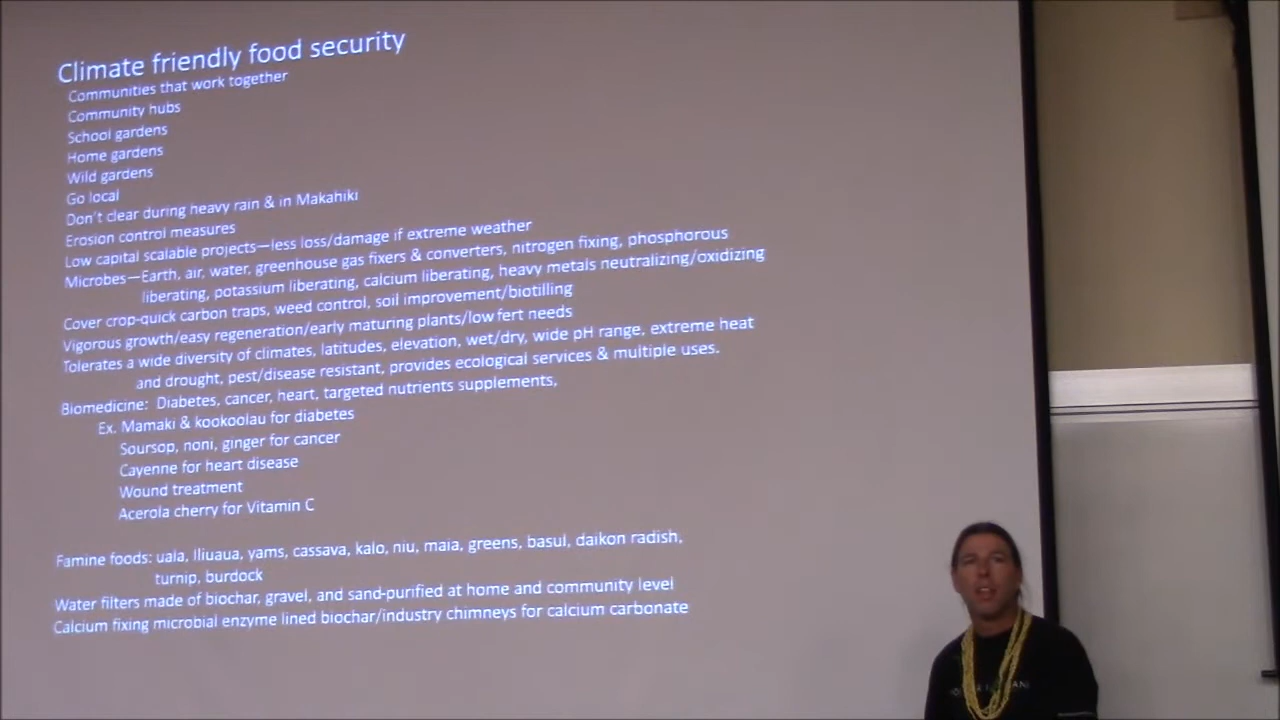 Climate friendly food security
Communities that work together
Community hubs
School gardens
Home gardens
Wild gardens
Go local
Don't clear during heavy rain & in Makahiki
Erosion control measures
Low capital scalable projects—less loss/damage if extreme weather
Microbes—Earth, air, water, greenhouse gas fixers & converters, nitrogen fixing, phosphorous
liberating, potassium liberating, calcium liberating, heavy metals neutralizing/oxidizing
Cover crop-quick carbon traps, weed control, soil improvement/biotilling
Vigorous growth/easy regeneration/early maturing plants/low fert needs
Tolerates a wide diversity of climates, latitudes, elevation, wet/dry, wide pH range, extreme heat
and drought, pest/disease resistant, provides ecological services & multiple uses.
Biomedicine: Diabetes, cancer, heart, targeted nutrients supplements,
Ex. Mamaki & kookoolau for diabetes
Soursop, noni, ginger for cancer
Cayenne for heart disease
Wound treatment
Acerola cherry for Vitamin C
Famine foods: uala, Iliuaua, yams, cassava, kalo, niu, maia, greens, basul, daikon radish,
turnip, burdock
Water filters made of biochar, gravel, and sand-purified at home and community level
Calcium fixing microbial enzyme lined biochar/industry chimneys for calcium carbonate